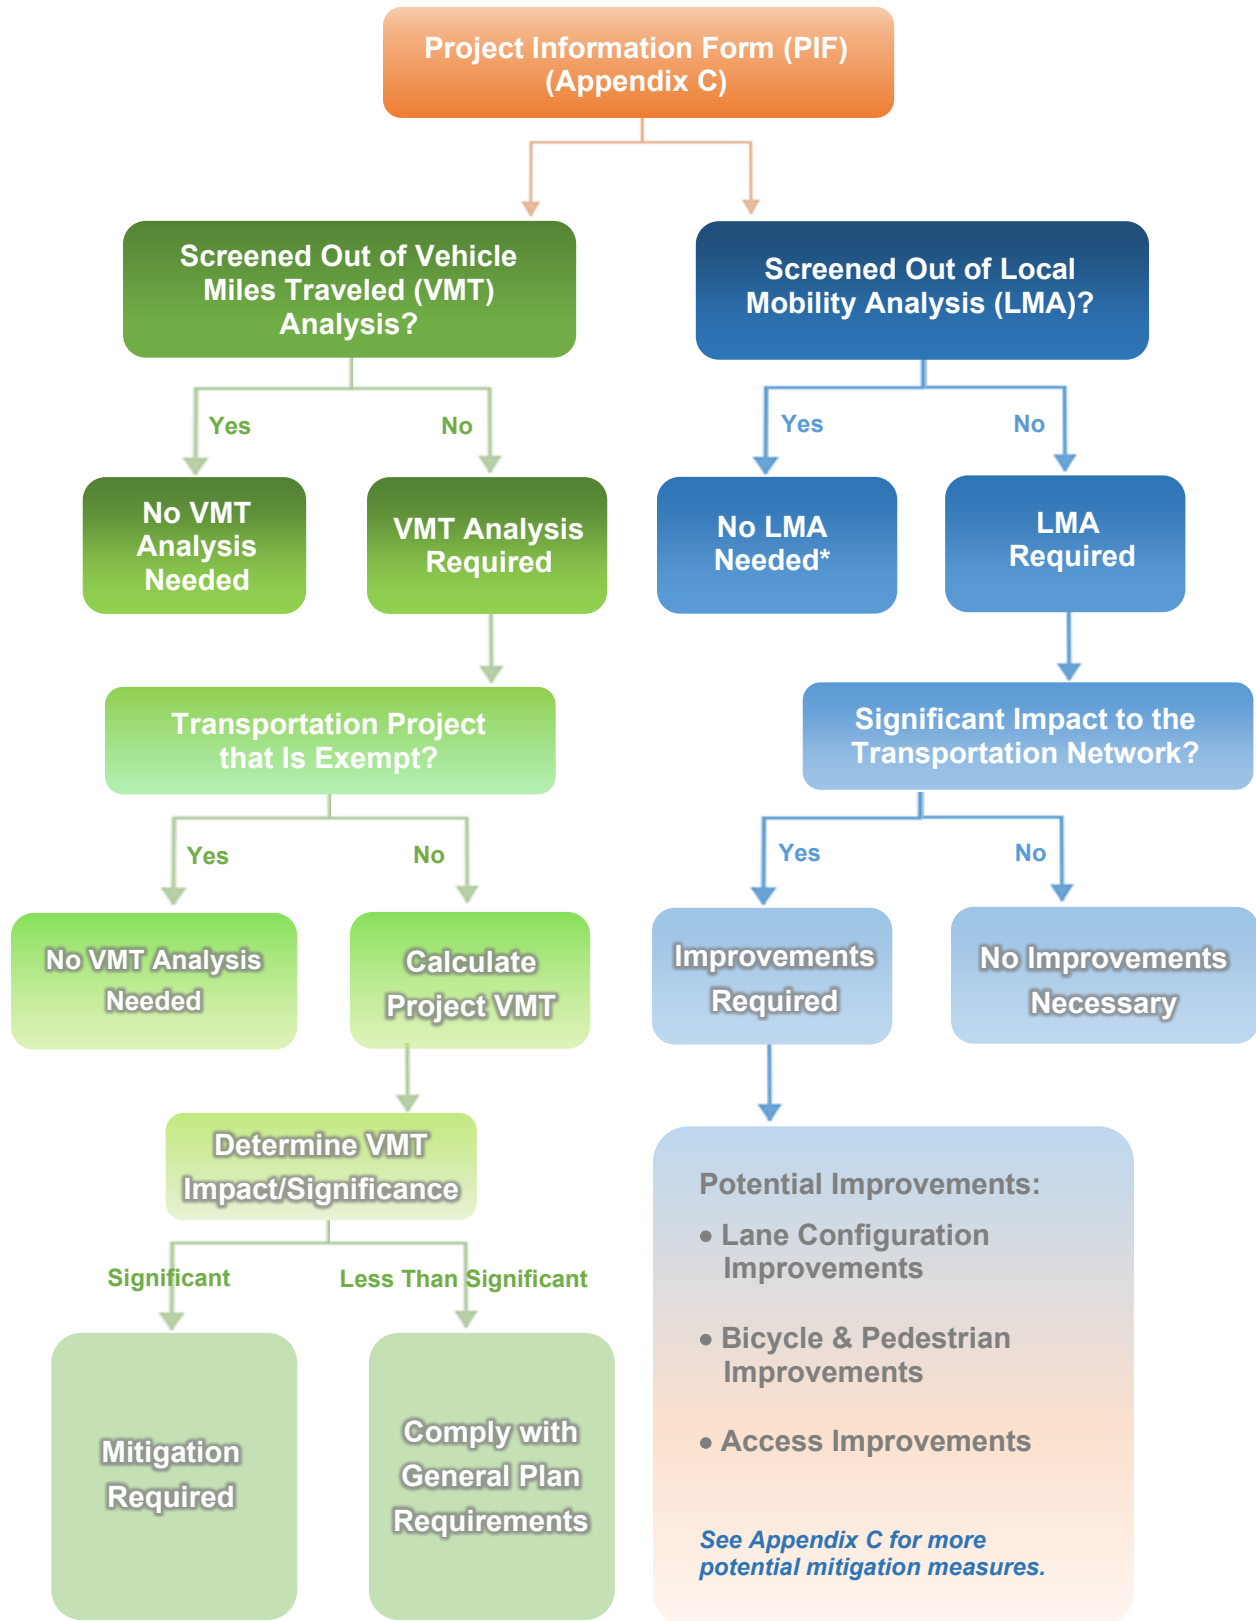 Project Information Form (PIF)
(Appendix C)
Screened Out of Vehicle
Miles Traveled (VMT)
Analysis?
Screened Out of Local
Mobility Analysis (LMA)?
Yes
No
Yes
No
No VMT
Analysis
Needed
VMT Analysis
Required
No LMA
Needed*
LMA
Required
Transportation Project
that Is Exempt?
Significant Impact to the
Transportation Network?
Yes
No
Yes
No
No VMT Analysis
Needed
Calculate
Project VMT
Improvements
Required
No Improvements
Necessary
Determine VMT
Impact/Significance
Significant
Less Than Significant
Mitigation
Required
Comply with
General Plan
Requirements
Potential Improvements:
• Lane Configuration
Improvements
• Bicycle & Pedestrian
Improvements
• Access Improvements
See Appendix C for more
potential mitigation measures.